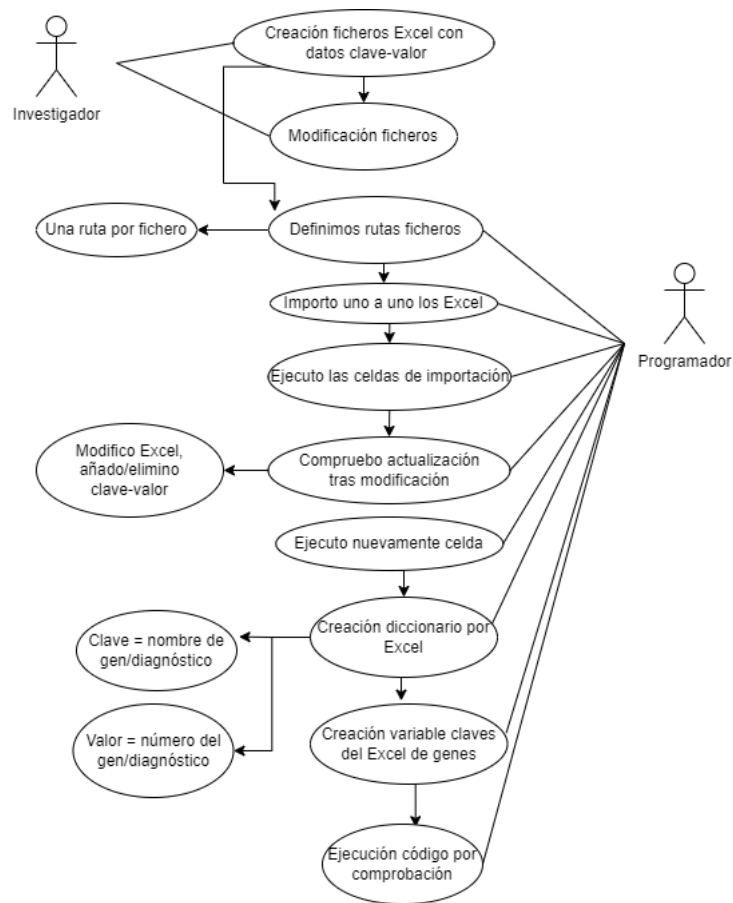 Creación ficheros Excel con
datos clave-valor
Investigador
Modificación ficheros
Una ruta por fichero
Definimos rutas ficheros
Importo uno a uno los Excel
Programador
Ejecuto las celdas de importación
Modifico Excel,
añado/elimino
clave-valor
Compruebo actualización
tras modificación
Ejecuto nuevamente celda
Creación diccionario por
Excel
Clave = nombre de
gen/diagnóstico
Valor = número del
gen/diagnóstico
Creación variable claves
del Excel de genes
Ejecución código por
comprobación